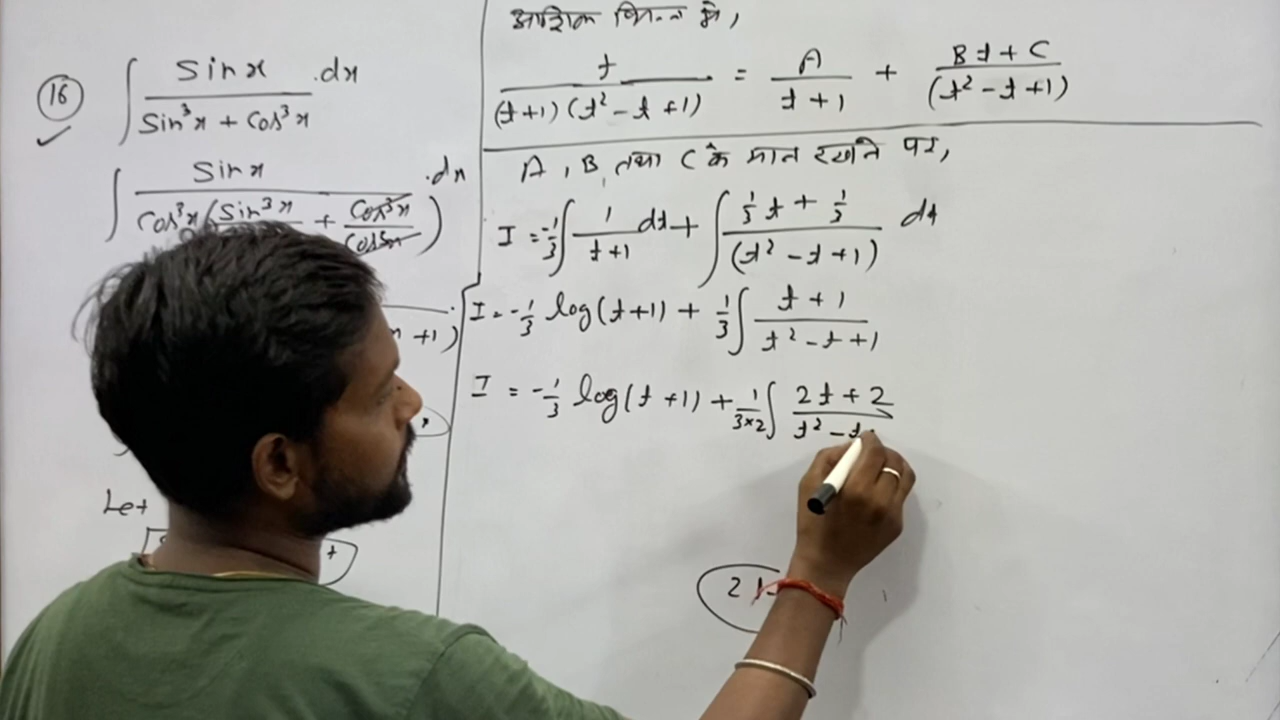 16
∫ Sin x / (Sin³x + Cos³x) .dx
∫ Sin x / (Cos³x (Sin³x + Cos³x / Cos³x)) .dx
+1)
Let
आंशिक भिन्न से,
t / ((t+1)(t² - t + 1)) = A / (t+1) + (Bt + C) / (t² - t + 1)
A, B तथा C के मान रखने पर,
I = -1/3 ∫ 1/(t+1) dt + ∫ (1/3 t + 1/3) / (t² - t + 1) dt
I = -1/3 log(t+1) + 1/3 ∫ (t+1) / (t² - t + 1)
I = -1/3 log(t+1) + 1/(3×2) ∫ (2t + 2) / (t² - t
2t